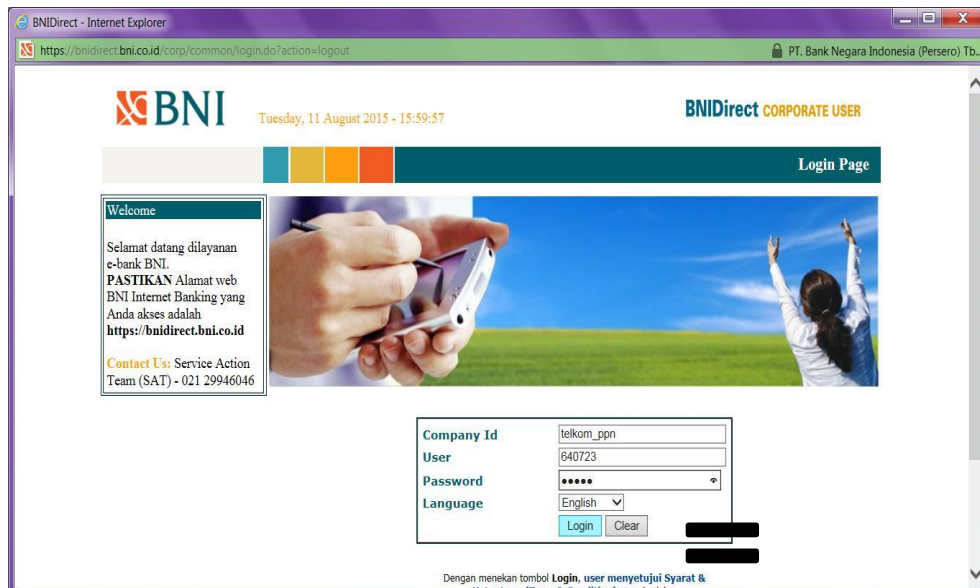 BNIDirect - Internet Explorer
https://bnidirect.bni.co.id/corp/common/login.do?action=logout
PT. Bank Negara Indonesia (Persero) Tb...
BNI
Tuesday, 11 August 2015 - 15:59:57
BNIDirect CORPORATE USER
Login Page
Welcome
Selamat datang dilayanan
e-bank BNI.
PASTIKAN Alamat web
BNI Internet Banking yang
Anda akses adalah
https://bnidirect.bni.co.id
Contact Us: Service Action
Team (SAT) - 021 29946046
Company Id telkom_ppn
User 640723
Password •••••
Language English
Login Clear
Dengan menekan tombol Login, user menyetujui Syarat &